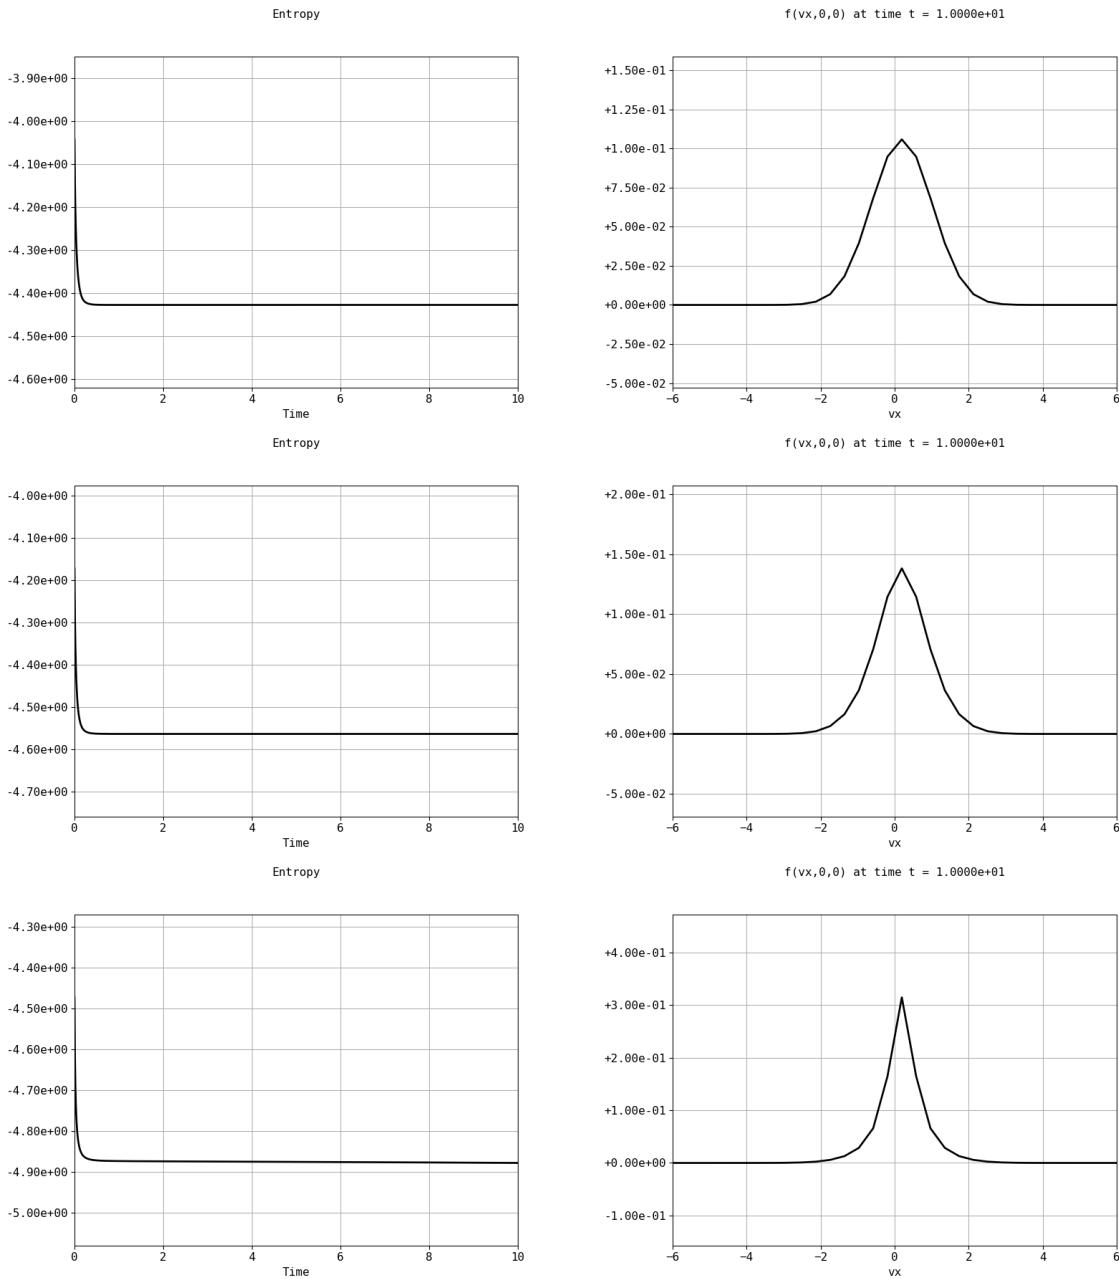 Entropy
-3.90e+00
-4.00e+00
-4.10e+00
-4.20e+00
-4.30e+00
-4.40e+00
-4.50e+00
-4.60e+00
0 2 4 6 8 10
Time
f(vx,0,0) at time t = 1.0000e+01
+1.50e-01
+1.25e-01
+1.00e-01
+7.50e-02
+5.00e-02
+2.50e-02
+0.00e+00
-2.50e-02
-5.00e-02
−6 −4 −2 0 2 4 6
vx
Entropy
-4.00e+00
-4.10e+00
-4.20e+00
-4.30e+00
-4.40e+00
-4.50e+00
-4.60e+00
-4.70e+00
0 2 4 6 8 10
Time
f(vx,0,0) at time t = 1.0000e+01
+2.00e-01
+1.50e-01
+1.00e-01
+5.00e-02
+0.00e+00
-5.00e-02
−6 −4 −2 0 2 4 6
vx
Entropy
-4.30e+00
-4.40e+00
-4.50e+00
-4.60e+00
-4.70e+00
-4.80e+00
-4.90e+00
-5.00e+00
0 2 4 6 8 10
Time
f(vx,0,0) at time t = 1.0000e+01
+4.00e-01
+3.00e-01
+2.00e-01
+1.00e-01
+0.00e+00
-1.00e-01
−6 −4 −2 0 2 4 6
vx